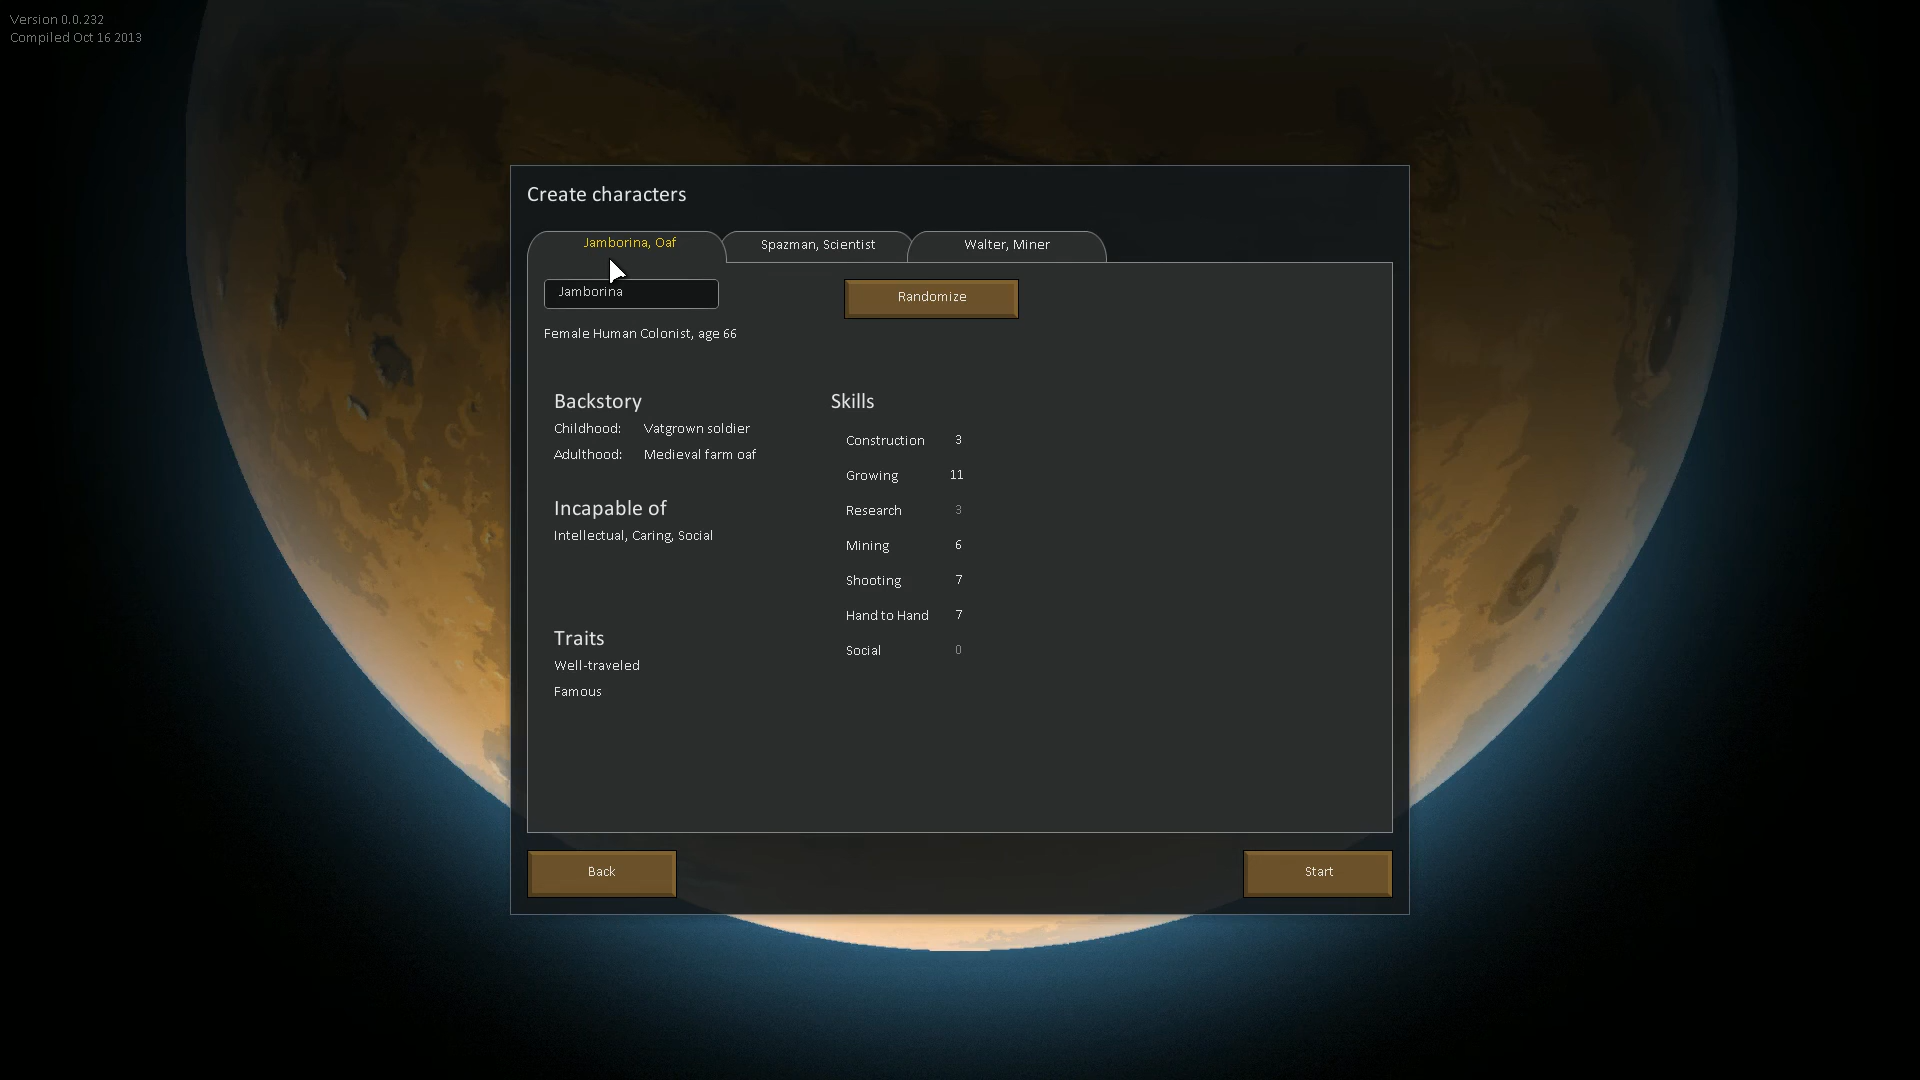 Version 0.0.232
Compiled Oct 16 2013
Create characters
Jamborina, Oaf
Spazman, Scientist
Walter, Miner
Jamborina
Randomize
Female Human Colonist, age 66
Backstory
Childhood: Vatgrown soldier
Adulthood: Medieval farm oaf
Incapable of
Intellectual, Caring, Social
Traits
Well-traveled
Famous
Skills
Construction 3
Growing 11
Research 3
Mining 6
Shooting 7
Hand to Hand 7
Social 0
Back
Start